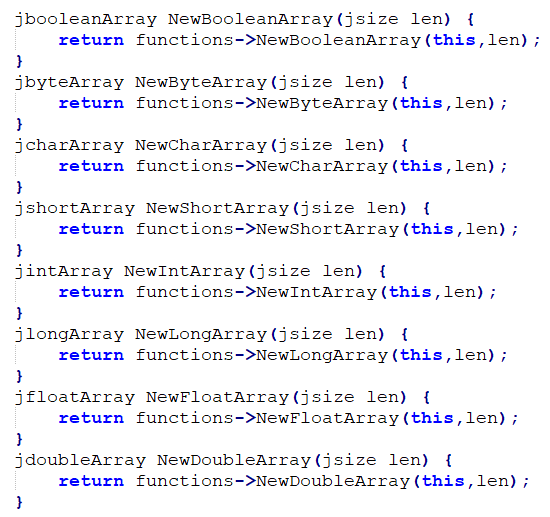 jbooleanArray NewBooleanArray(jsize len) {
    return functions->NewBooleanArray(this,len);
}
jbyteArray NewByteArray(jsize len) {
    return functions->NewByteArray(this,len);
}
jcharArray NewCharArray(jsize len) {
    return functions->NewCharArray(this,len);
}
jshortArray NewShortArray(jsize len) {
    return functions->NewShortArray(this,len);
}
jintArray NewIntArray(jsize len) {
    return functions->NewIntArray(this,len);
}
jlongArray NewLongArray(jsize len) {
    return functions->NewLongArray(this,len);
}
jfloatArray NewFloatArray(jsize len) {
    return functions->NewFloatArray(this,len);
}
jdoubleArray NewDoubleArray(jsize len) {
    return functions->NewDoubleArray(this,len);
}